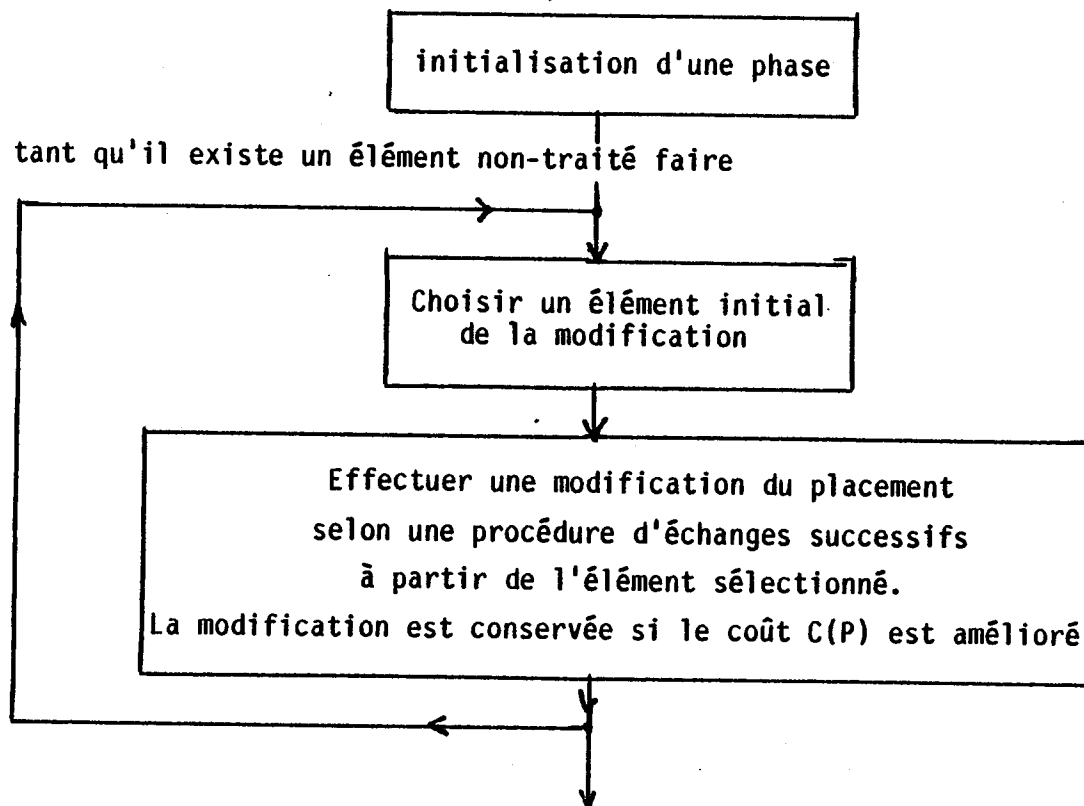 initialisation d'une phase
tant qu'il existe un élément non-traité faire
Choisir un élément initial
de la modification
Effectuer une modification du placement
selon une procédure d'échanges successifs
à partir de l'élément sélectionné.
La modification est conservée si le coût C(P) est amélioré